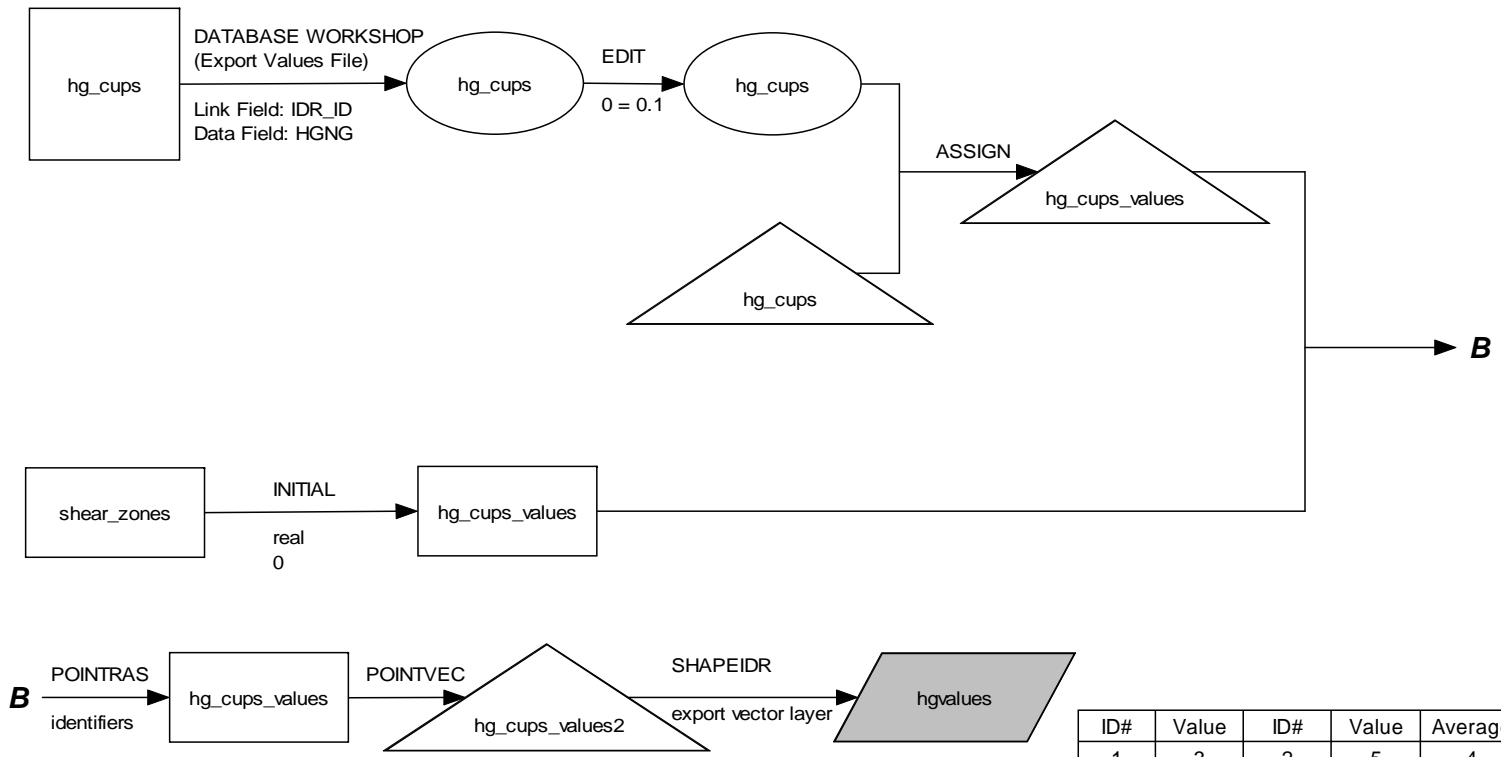 DATABASE WORKSHOP
(Export Values File)
hg_cups
Link Field: IDR_ID
Data Field: HGNG
hg_cups
EDIT
0 = 0.1
hg_cups
ASSIGN
hg_cups_values
hg_cups
B
shear_zones
INITIAL
real
0
hg_cups_values
B
POINTRAS
identifiers
hg_cups_values
POINTVEC
hg_cups_values2
SHAPEIDR
export vector layer
hgvalues
ID# Value ID# Value Average